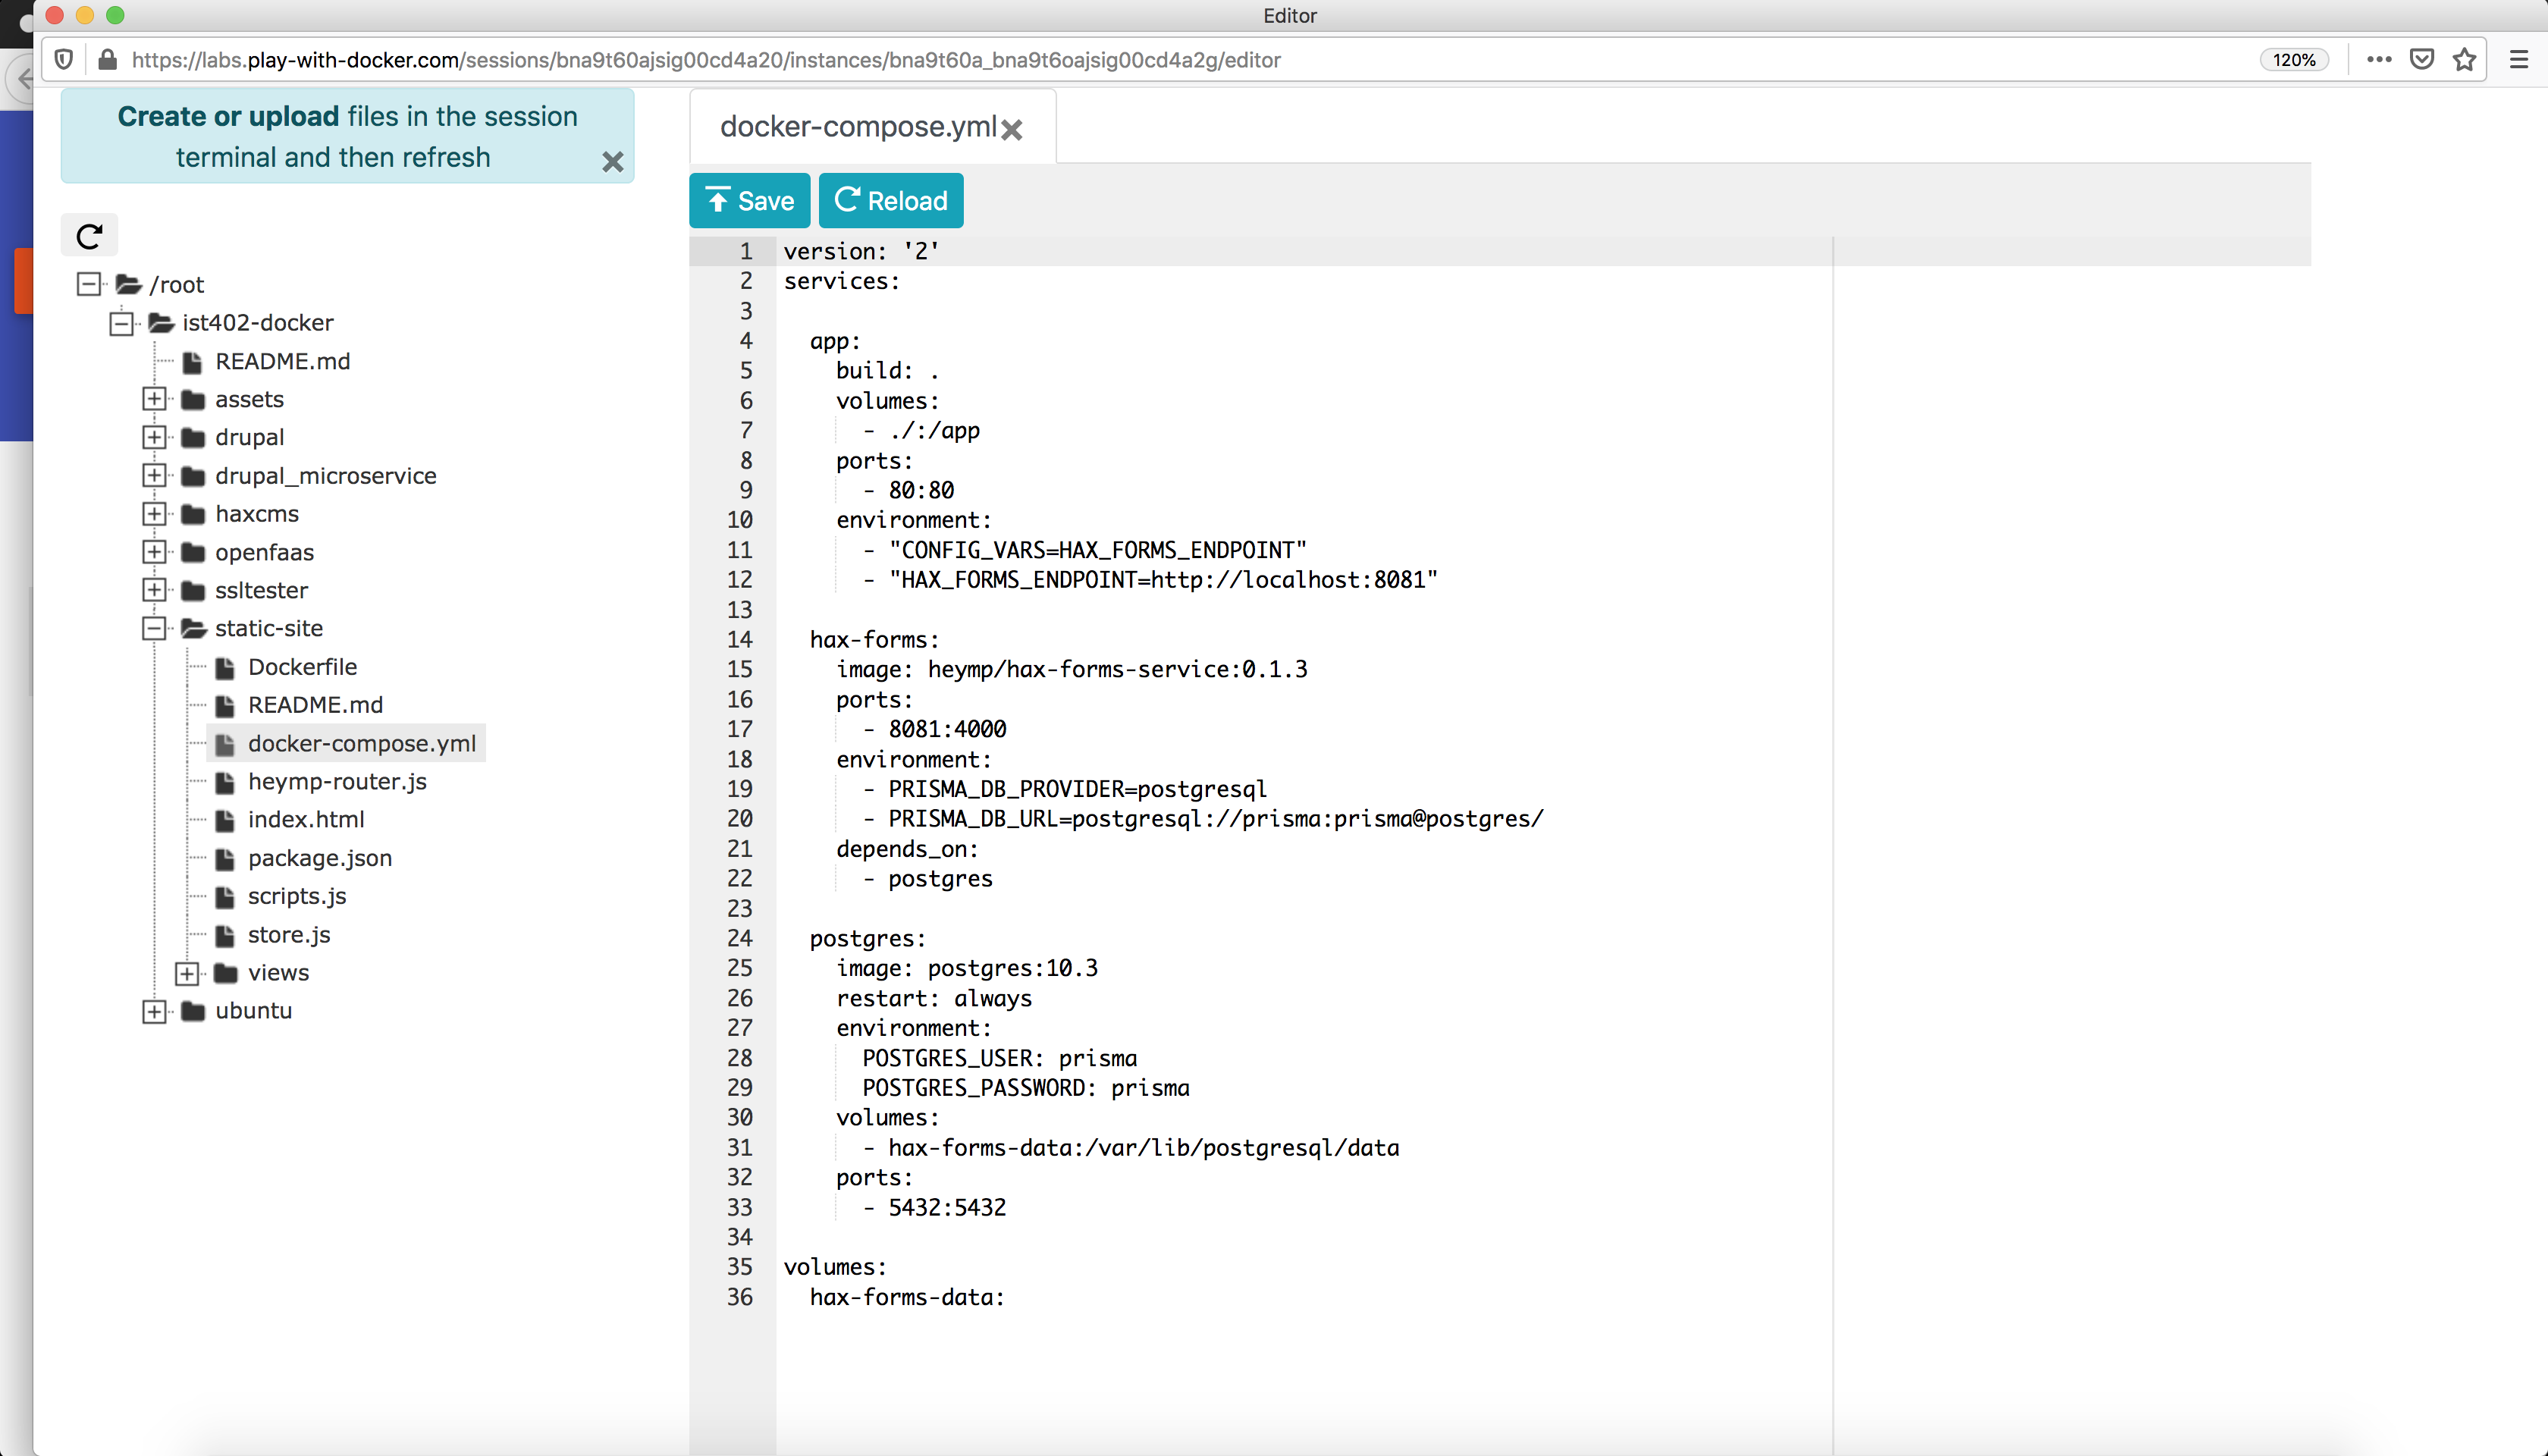 Editor
https://labs.play-with-docker.com/sessions/bna9t60ajsig00cd4a20/instances/bna9t60a_bna9t6oajsig00cd4a2g/editor
120%
Create or upload files in the session
terminal and then refresh
/root
ist402-docker
README.md
assets
drupal
drupal_microservice
haxcms
openfaas
ssltester
static-site
Dockerfile
README.md
docker-compose.yml
heymp-router.js
index.html
package.json
scripts.js
store.js
views
ubuntu
docker-compose.yml
Save
Reload
1 version: '2'
2 services:
3
4   app:
5     build: .
6     volumes:
7       - ./:/app
8     ports:
9       - 80:80
10     environment:
11       - "CONFIG_VARS=HAX_FORMS_ENDPOINT"
12       - "HAX_FORMS_ENDPOINT=http://localhost:8081"
13
14   hax-forms:
15     image: heymp/hax-forms-service:0.1.3
16     ports:
17       - 8081:4000
18     environment:
19       - PRISMA_DB_PROVIDER=postgresql
20       - PRISMA_DB_URL=postgresql://prisma:prisma@postgres/
21     depends_on:
22       - postgres
23
24   postgres:
25     image: postgres:10.3
26     restart: always
27     environment:
28       POSTGRES_USER: prisma
29       POSTGRES_PASSWORD: prisma
30     volumes:
31       - hax-forms-data:/var/lib/postgresql/data
32     ports:
33       - 5432:5432
34
35 volumes:
36   hax-forms-data: